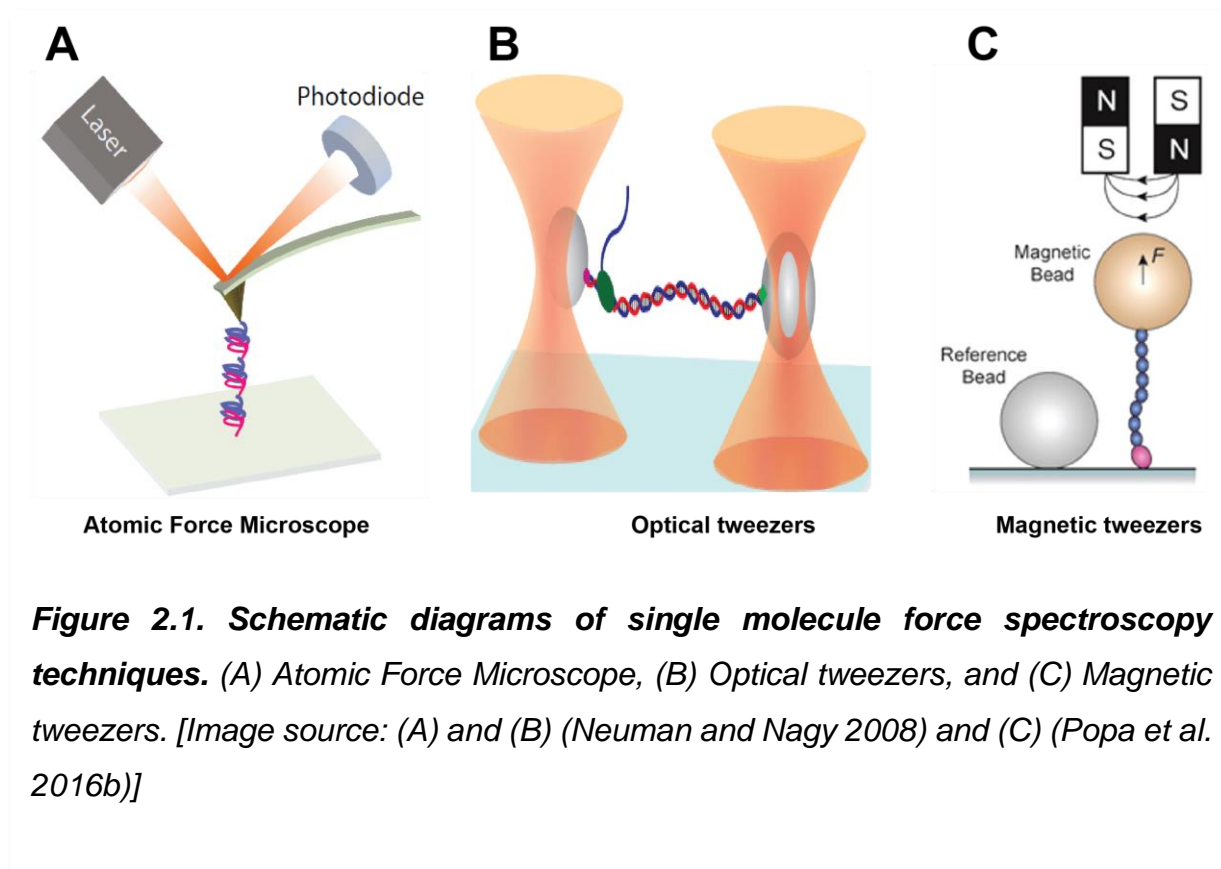 A
B
C
Laser
Photodiode
N
S
S
N
Magnetic
Bead
F
Reference
Bead
Atomic Force Microscope
Optical tweezers
Magnetic tweezers
Figure 2.1. Schematic diagrams of single molecule force spectroscopy
techniques. (A) Atomic Force Microscope, (B) Optical tweezers, and (C) Magnetic
tweezers. [Image source: (A) and (B) (Neuman and Nagy 2008) and (C) (Popa et al.
2016b)]